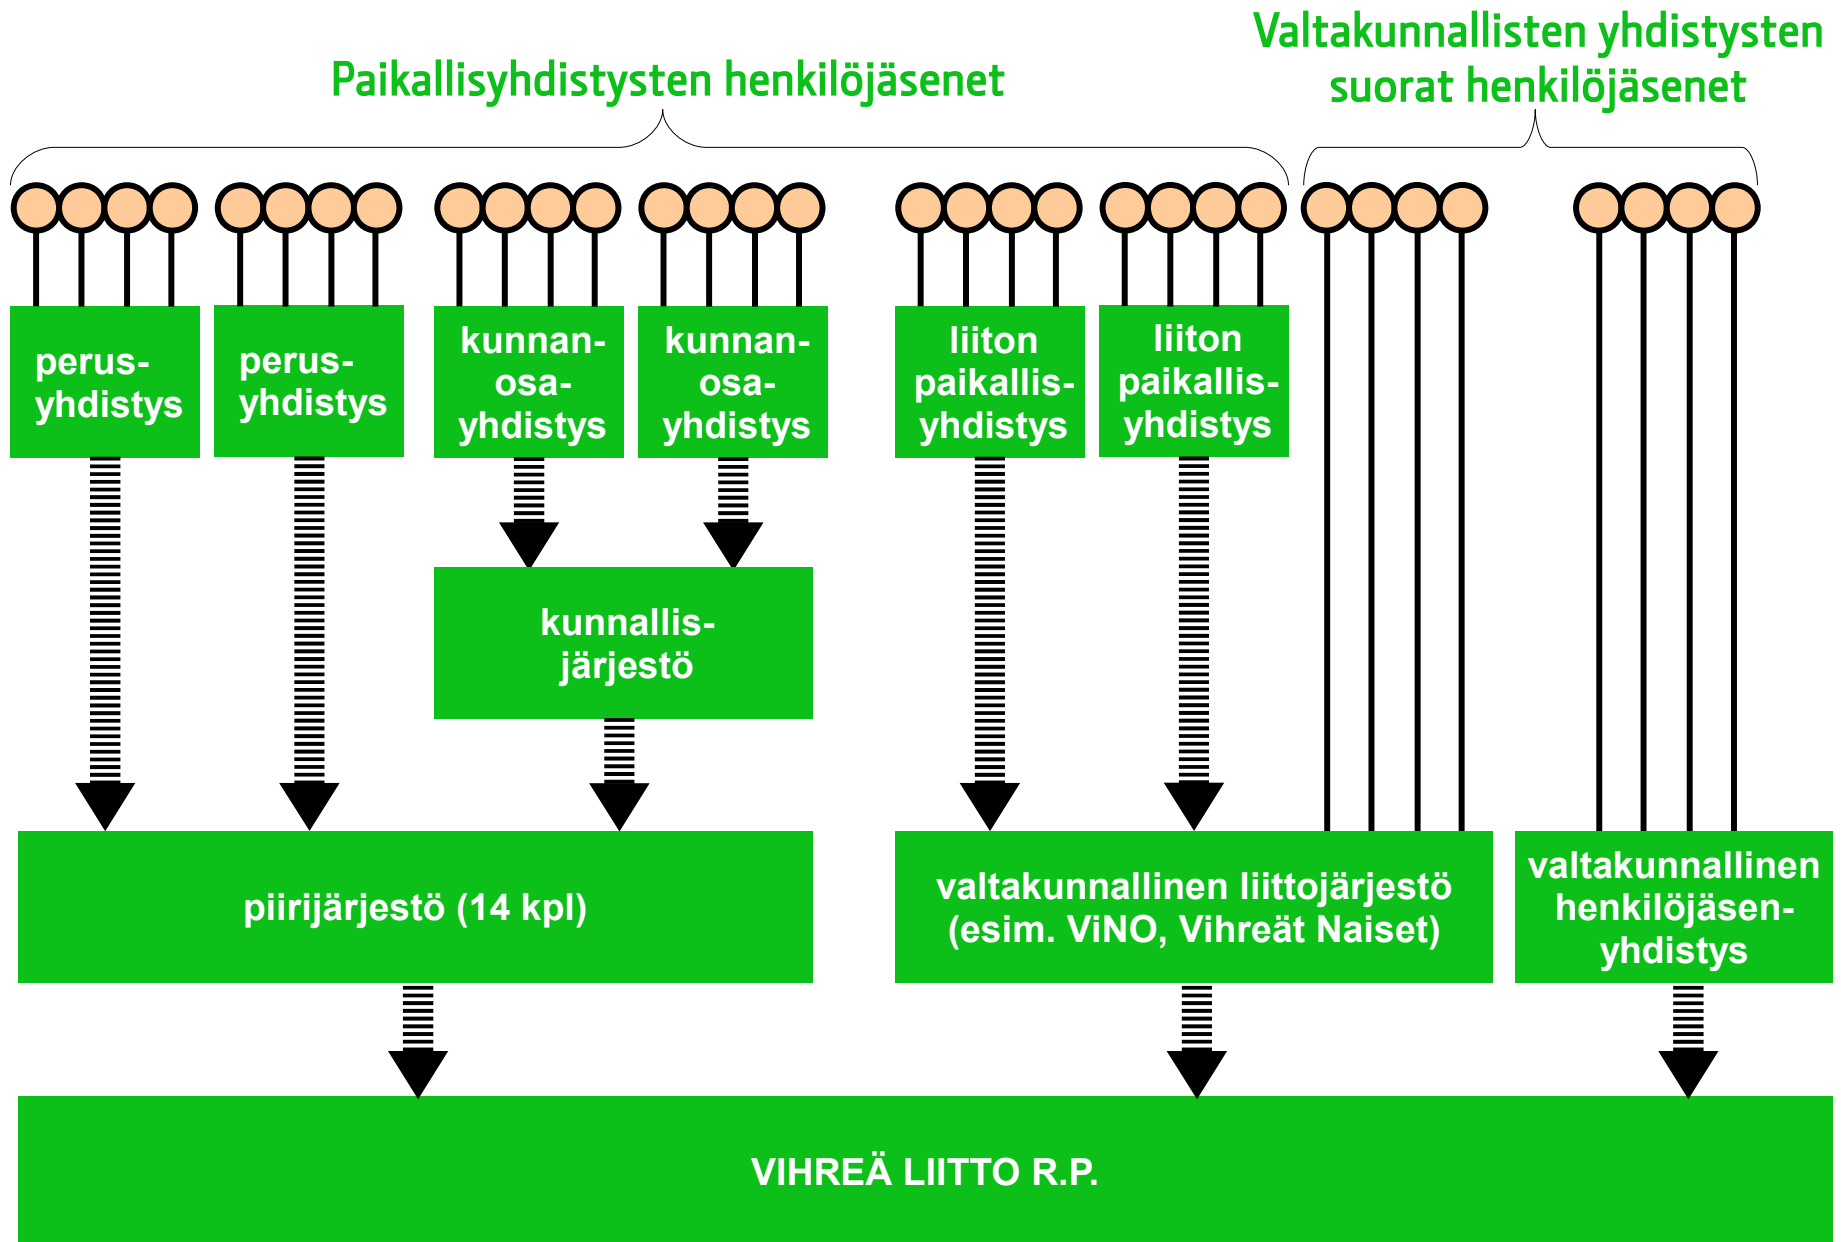 Valtakunnallisten yhdistysten
suorat henkilöjäsenet
Paikallisyhdistysten henkilöjäsenet
perus-
yhdistys
perus-
yhdistys
kunnan-
osa-
yhdistys
kunnan-
osa-
yhdistys
liiton
paikallis-
yhdistys
liiton
paikallis-
yhdistys
kunnallis-
järjestö
piirijärjestö (14 kpl)
valtakunnallinen liittojärjestö
(esim. ViNO, Vihreät Naiset)
valtakunnallinen
henkilöjäsen-
yhdistys
VIHREÄ LIITTO R.P.